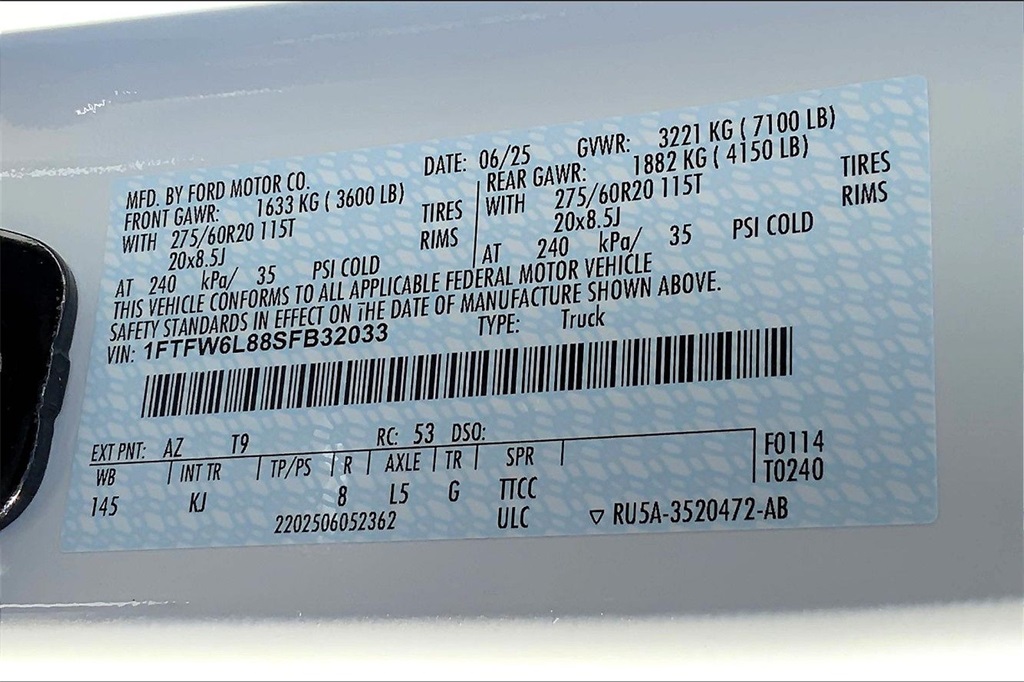 MFD. BY FORD MOTOR CO. DATE: 06/25 GVWR: 3221 KG ( 7100 LB)
FRONT GAWR: 1633 KG ( 3600 LB) REAR GAWR: 1882 KG ( 4150 LB)
WITH 275/60R20 115T TIRES WITH 275/60R20 115T TIRES
20x8.5J RIMS 20x8.5J RIMS
AT 240 kPa/ 35 PSI COLD AT 240 kPa/ 35 PSI COLD
THIS VEHICLE CONFORMS TO ALL APPLICABLE FEDERAL MOTOR VEHICLE
SAFETY STANDARDS IN EFFECT ON THE DATE OF MANUFACTURE SHOWN ABOVE.
VIN: 1FTFW6L88SFB32033 TYPE: Truck
EXT PNT: AZ T9 RC: 53 DSO:
WB INT TR TP/PS R AXLE TR SPR F0114
145 KJ 8 L5 G TTCC T0240
2202506052362 ULC ▽ RU5A-3520472-AB